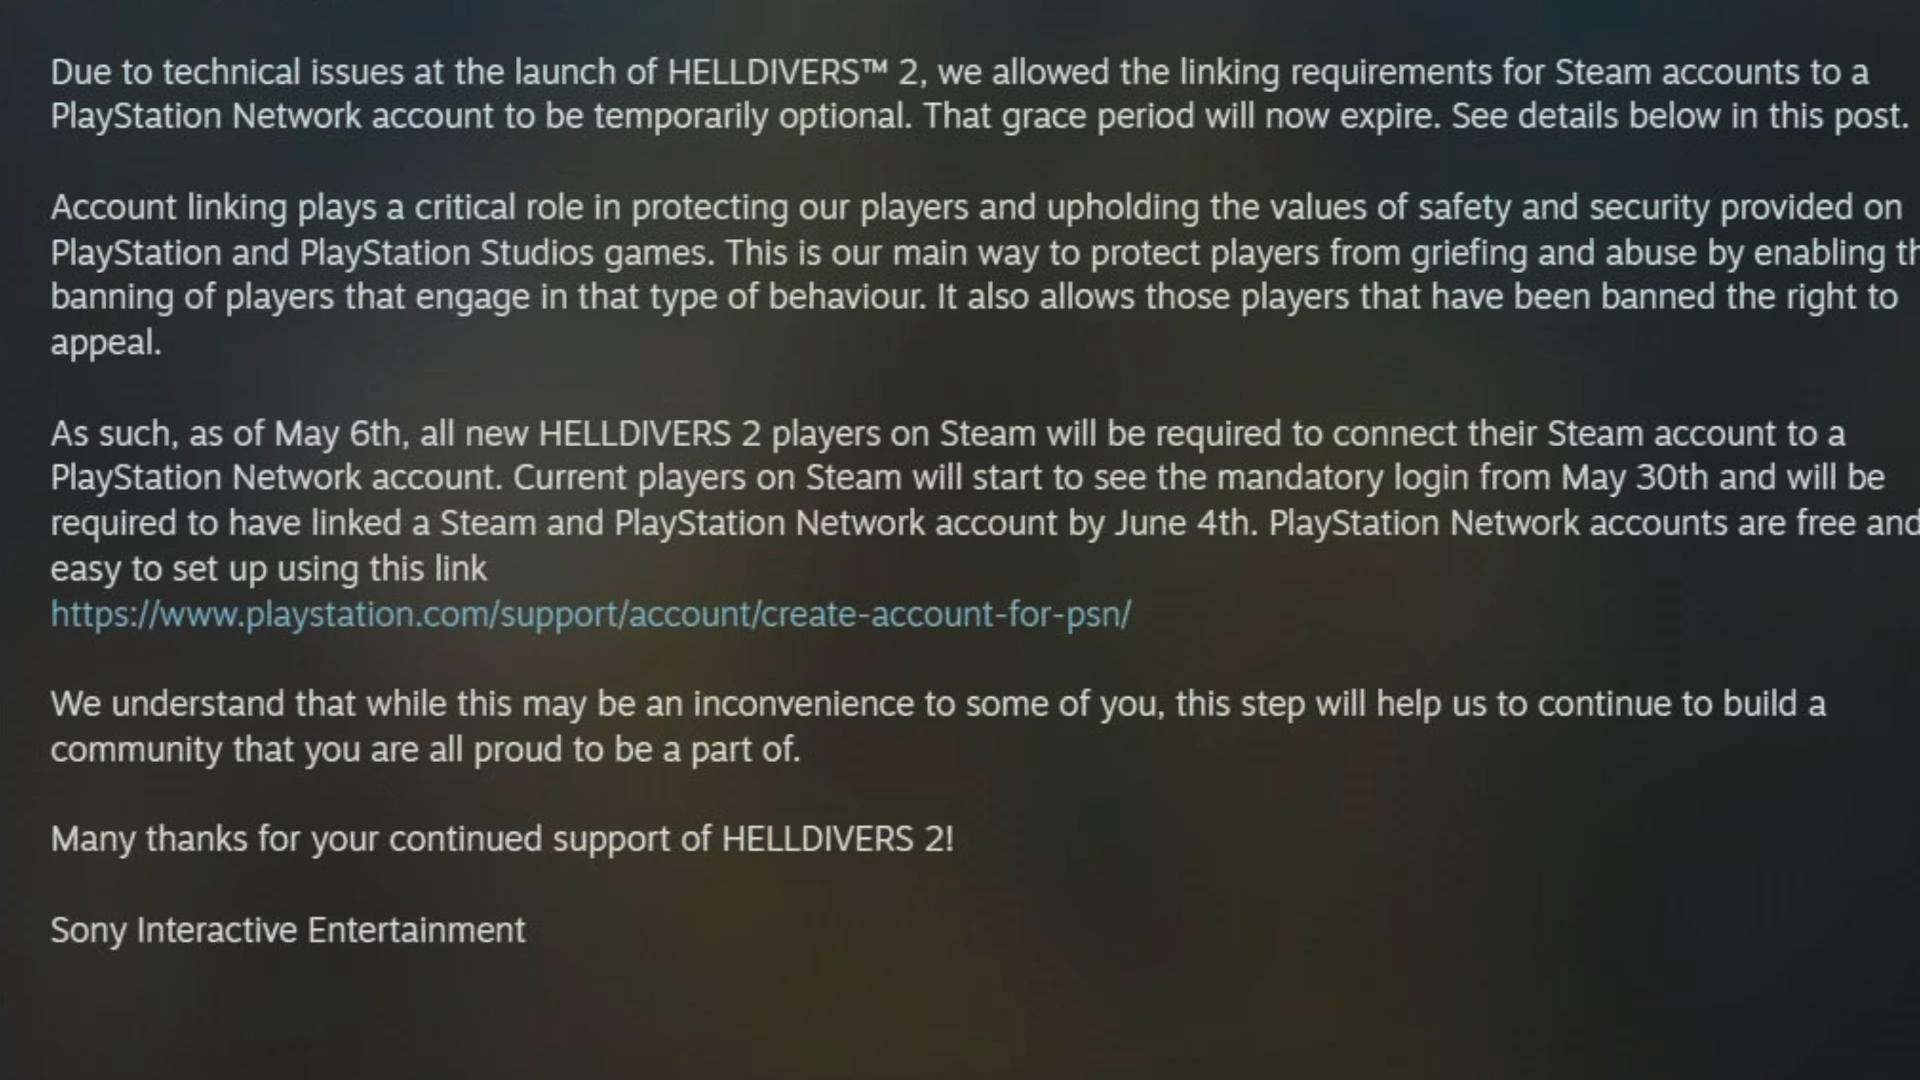 Due to technical issues at the launch of HELLDIVERS™ 2, we allowed the linking requirements for Steam accounts to a
PlayStation Network account to be temporarily optional. That grace period will now expire. See details below in this post.
Account linking plays a critical role in protecting our players and upholding the values of safety and security provided on
PlayStation and PlayStation Studios games. This is our main way to protect players from griefing and abuse by enabling
banning of players that engage in that type of behaviour. It also allows those players that have been banned the right to
appeal.
As such, as of May 6th, all new HELLDIVERS 2 players on Steam will be required to connect their Steam account to a
PlayStation Network account. Current players on Steam will start to see the mandatory login from May 30th and will be
required to have linked a Steam and PlayStation Network account by June 4th. PlayStation Network accounts are free and
easy to set up using this link
https://www.playstation.com/support/account/create-account-for-psn/
We understand that while this may be an inconvenience to some of you, this step will help us to continue to build a
community that you are all proud to be a part of.
Many thanks for your continued support of HELLDIVERS 2!
Sony Interactive Entertainment